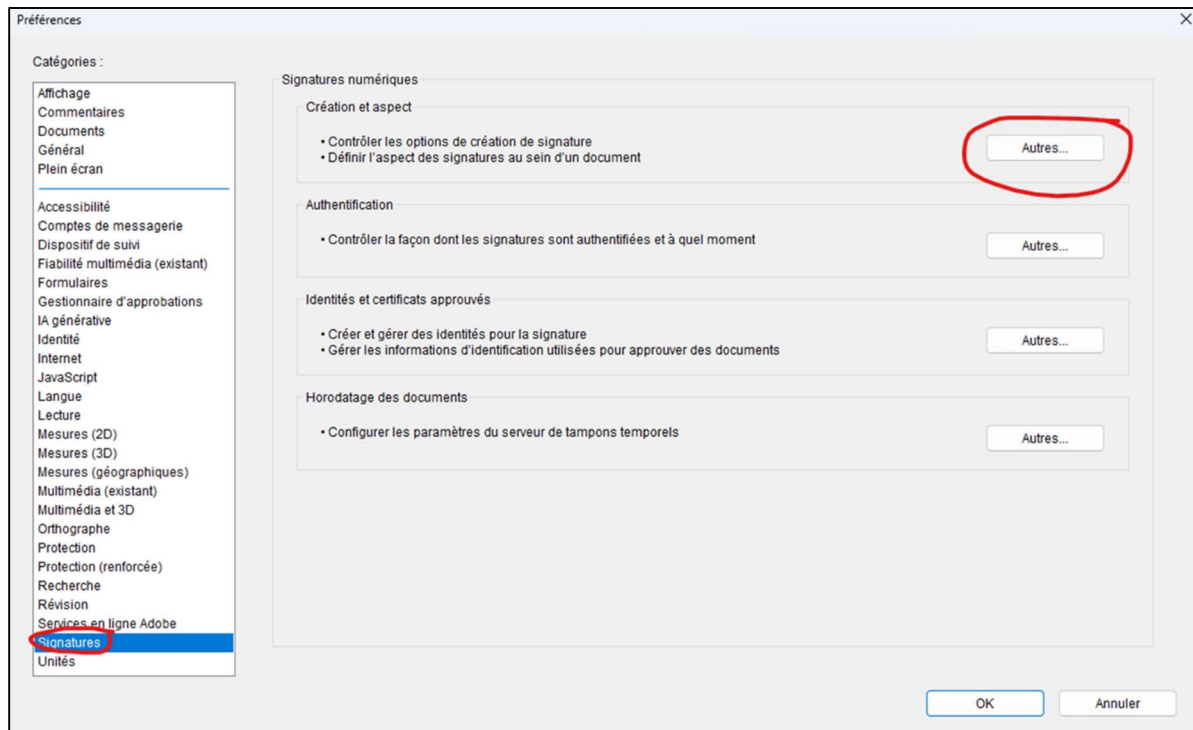 Préférences
Catégories :
Affichage
Commentaires
Documents
Général
Plein écran
Accessibilité
Comptes de messagerie
Dispositif de suivi
Fiabilité multimédia (existant)
Formulaires
Gestionnaire d'approbations
IA générative
Identité
Internet
JavaScript
Langue
Lecture
Mesures (2D)
Mesures (3D)
Mesures (géographiques)
Multimédia (existant)
Multimédia et 3D
Orthographe
Protection
Protection (renforcée)
Recherche
Révision
Services en ligne Adobe
Signatures
Unités
Signatures numériques
Création et aspect
• Contrôler les options de création de signature
• Définir l'aspect des signatures au sein d'un document
Autres...
Authentification
• Contrôler la façon dont les signatures sont authentifiées et à quel moment
Autres...
Identités et certificats approuvés
• Créer et gérer des identités pour la signature
• Gérer les informations d'identification utilisées pour approuver des documents
Autres...
Horodatage des documents
• Configurer les paramètres du serveur de tampons temporels
Autres...
OK
Annuler